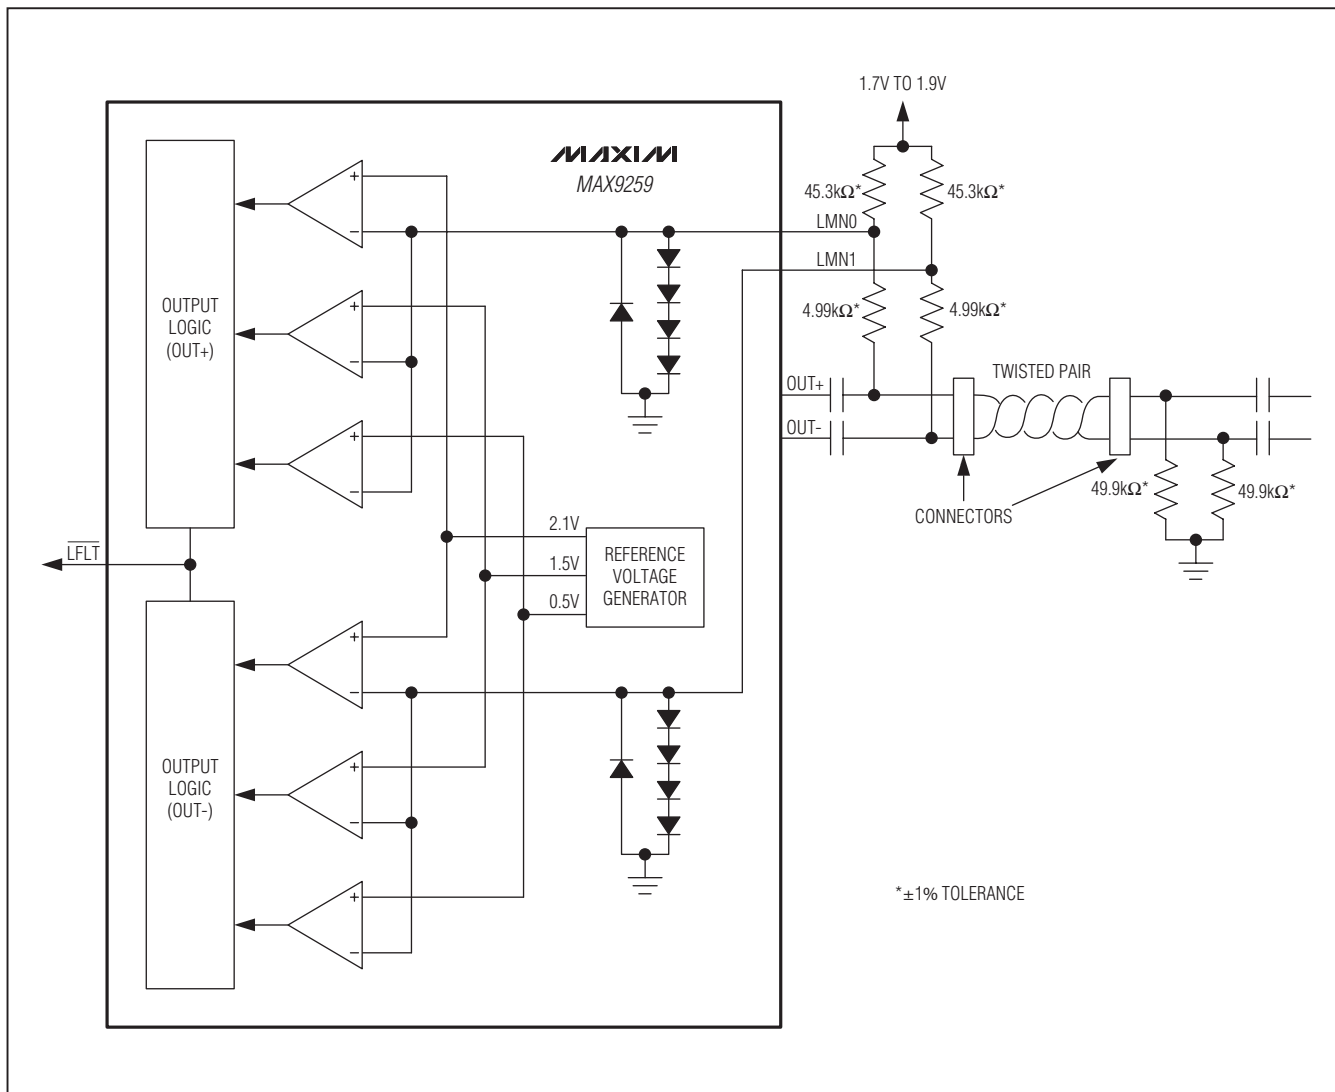 1.7V TO 1.9V
MAXIM
MAX9259
45.3kΩ*
45.3kΩ*
LMN0
LMN1
4.99kΩ*
4.99kΩ*
OUTPUT
LOGIC
(OUT+)
+
−
+
−
+
−
OUT+
OUT-
TWISTED PAIR
CONNECTORS
49.9kΩ*
49.9kΩ*
LFLT
2.1V
1.5V
0.5V
REFERENCE
VOLTAGE
GENERATOR
OUTPUT
LOGIC
(OUT-)
+
−
+
−
+
−
*±1% TOLERANCE